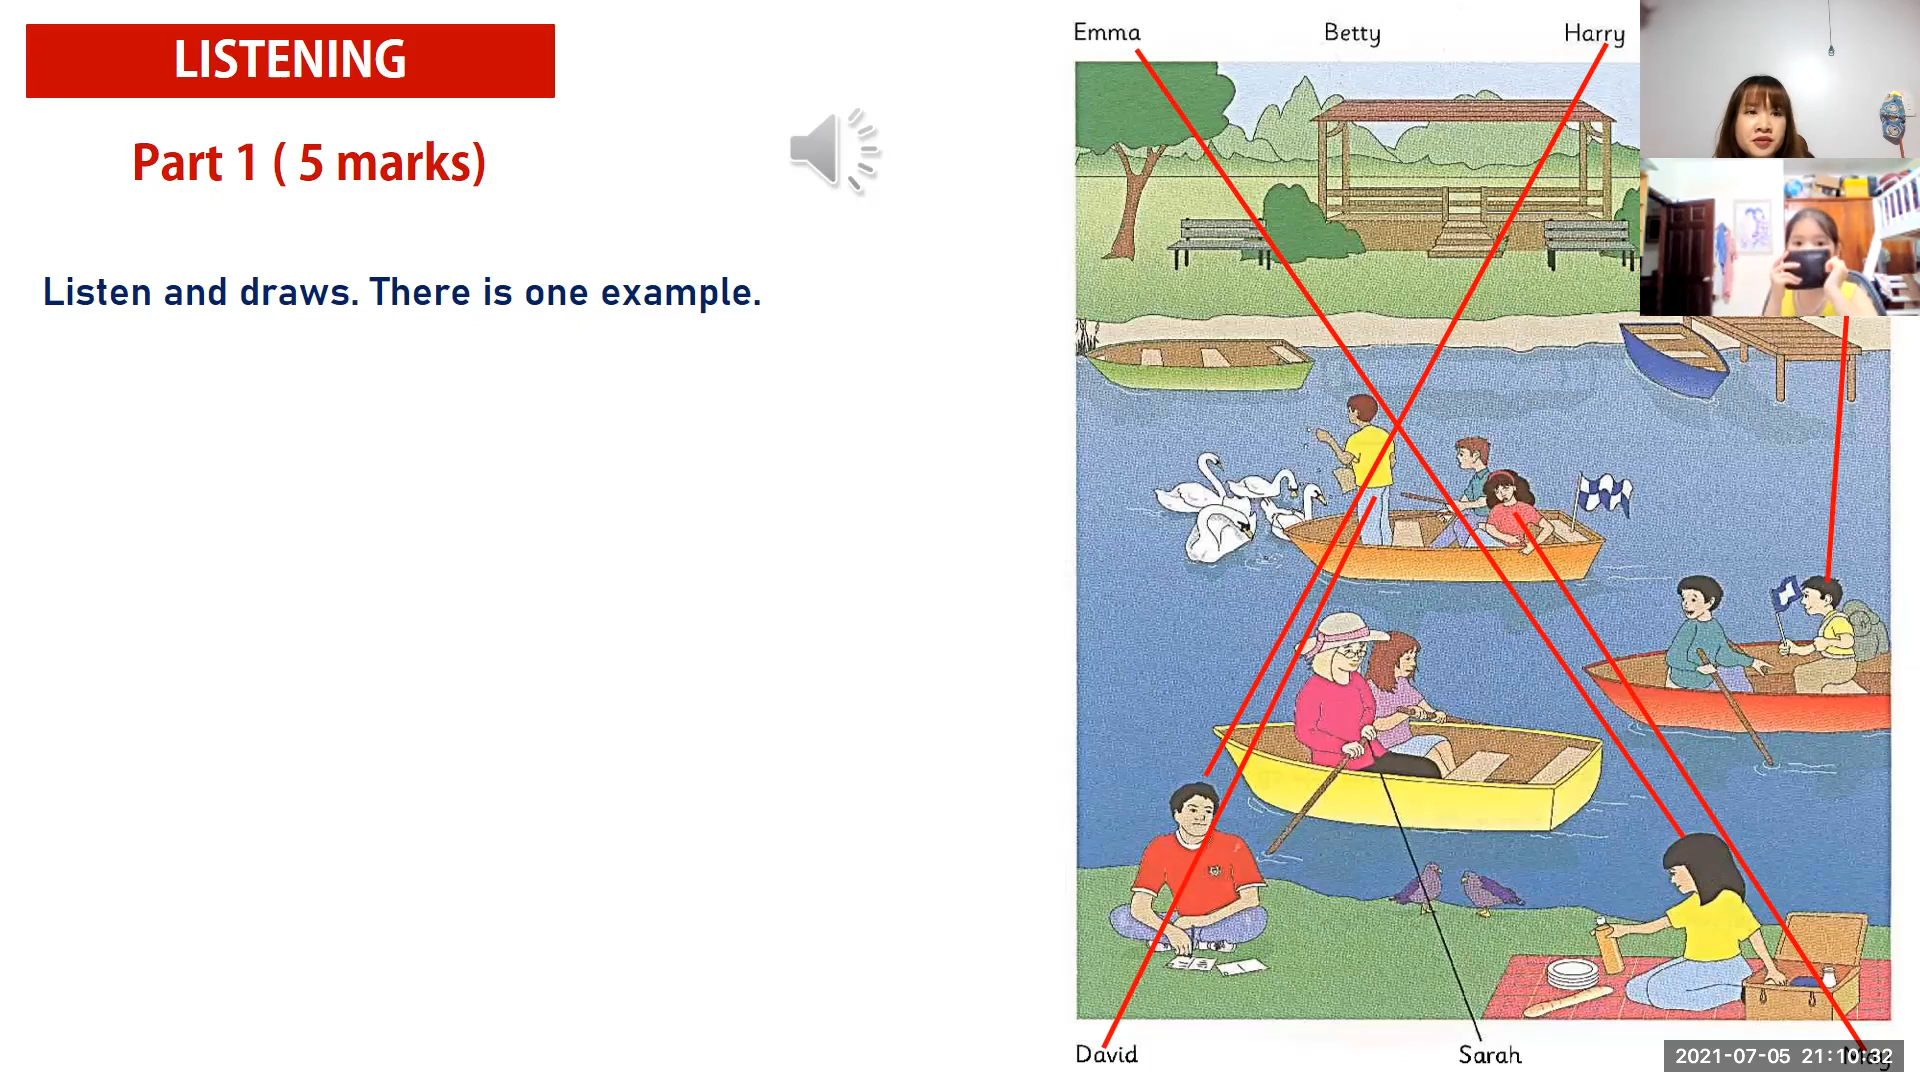 LISTENING
Part 1 ( 5 marks)
Listen and draws. There is one example.
Emma Betty Harry
David Sarah
2021-07-05 21:10:32